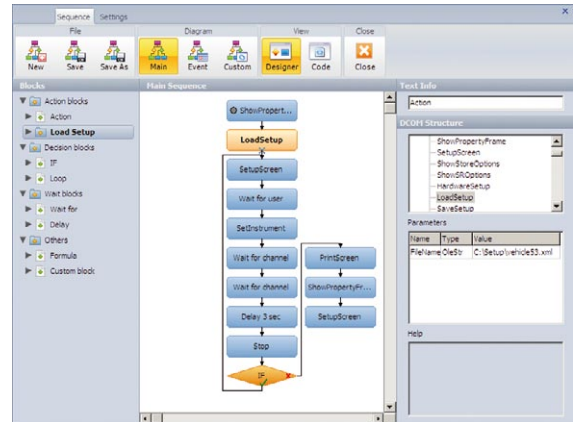 Sequence Settings
File Diagram View Close
New Save Save As Main Event Custom Designer Code Close
Blocks
Action blocks
Action
Load Setup
Decision blocks
IF
Loop
Wait blocks
Wait for
Delay
Others
Formula
Custom block
Main Sequence
ShowPropert...
LoadSetup
SetupScreen
Wait for user
SetInstrument
Wait for channel
Wait for channel
Delay 3 sec
Stop
IF
PrintScreen
ShowPropertyFr...
SetupScreen
Text Info
Action
DCOM Structure
ShowPropertyFrame
SetupScreen
ShowStoreOptions
ShowSROptions
HardwareSetup
LoadSetup
SaveSetup
Parameters
Name Type Value
FileName OleStr C:\Setup\vehicle53.xml
Help